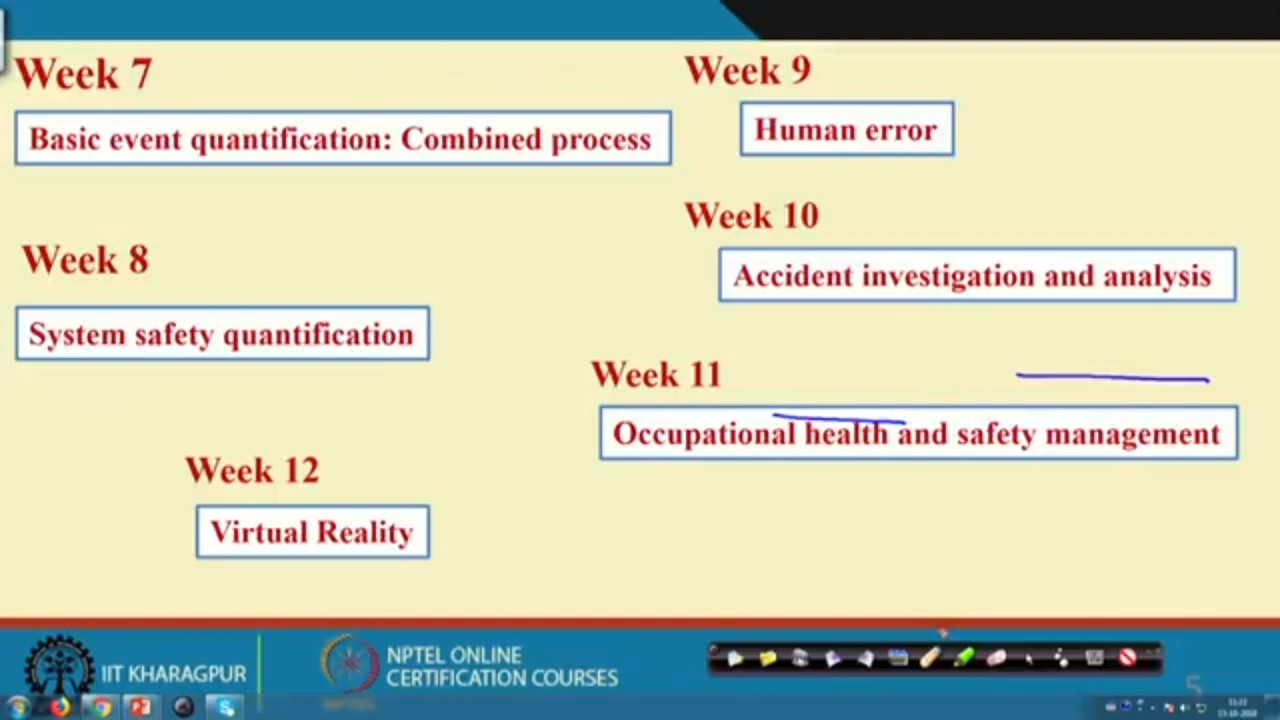 Week 7
Basic event quantification: Combined process
Week 8
System safety quantification
Week 9
Human error
Week 10
Accident investigation and analysis
Week 11
Occupational health and safety management
Week 12
Virtual Reality
IIT KHARAGPUR
NPTEL ONLINE
CERTIFICATION COURSES
5